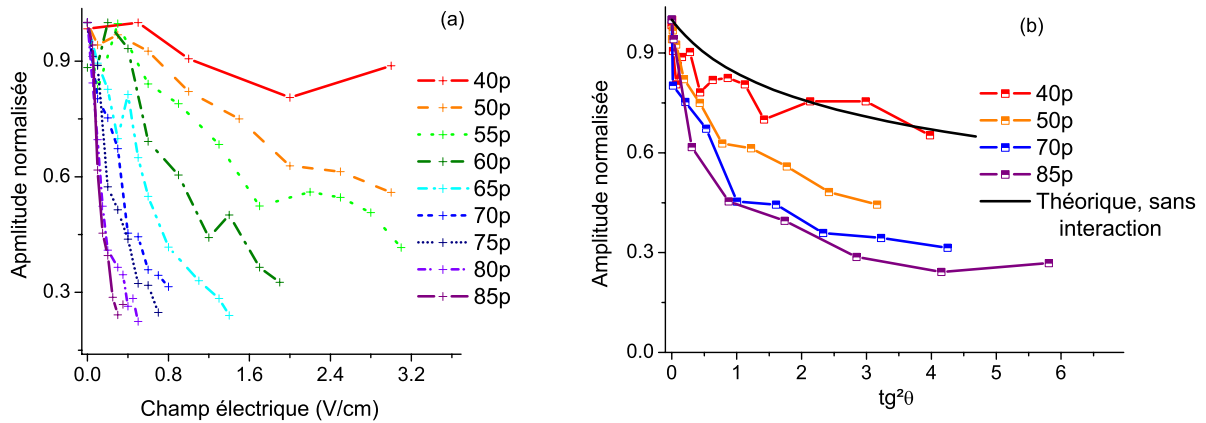 (a)
0.9
0.6
0.3
0.0
0.8
1.6
2.4
3.2
Apmlitude normalisée
Champ électrique (V/cm)
40p
50p
55p
60p
65p
70p
75p
80p
85p
(b)
0.9
0.6
0.3
0.0
0
1
2
3
4
5
6
Amplitude normalisée
tg²θ
40p
50p
70p
85p
Théorique, sans
interaction